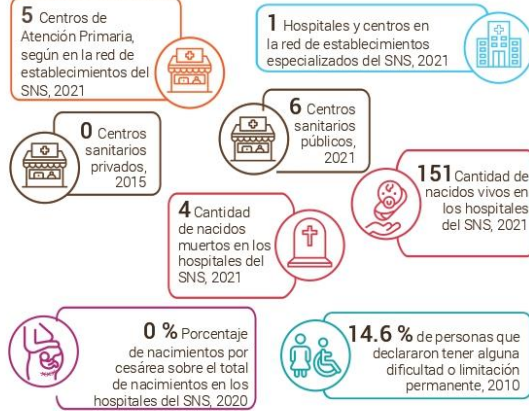 5 Centros de
Atención Primaria,
según en la red de
establecimientos del
SNS, 2021
1 Hospitales y centros en
la red de establecimientos
especializados del SNS, 2021
0 Centros
sanitarios
privados,
2015
6 Centros
sanitarios
públicos,
2021
151 Cantidad de
nacidos vivos en
los hospitales
del SNS, 2021
4 Cantidad
de nacidos
muertos en los
hospitales del
SNS, 2021
0 % Porcentaje
de nacimientos por
cesárea sobre el total
de nacimientos en los
hospitales del SNS, 2020
14.6 % de personas que
declararon tener alguna
dificultad o limitación
permanente, 2010